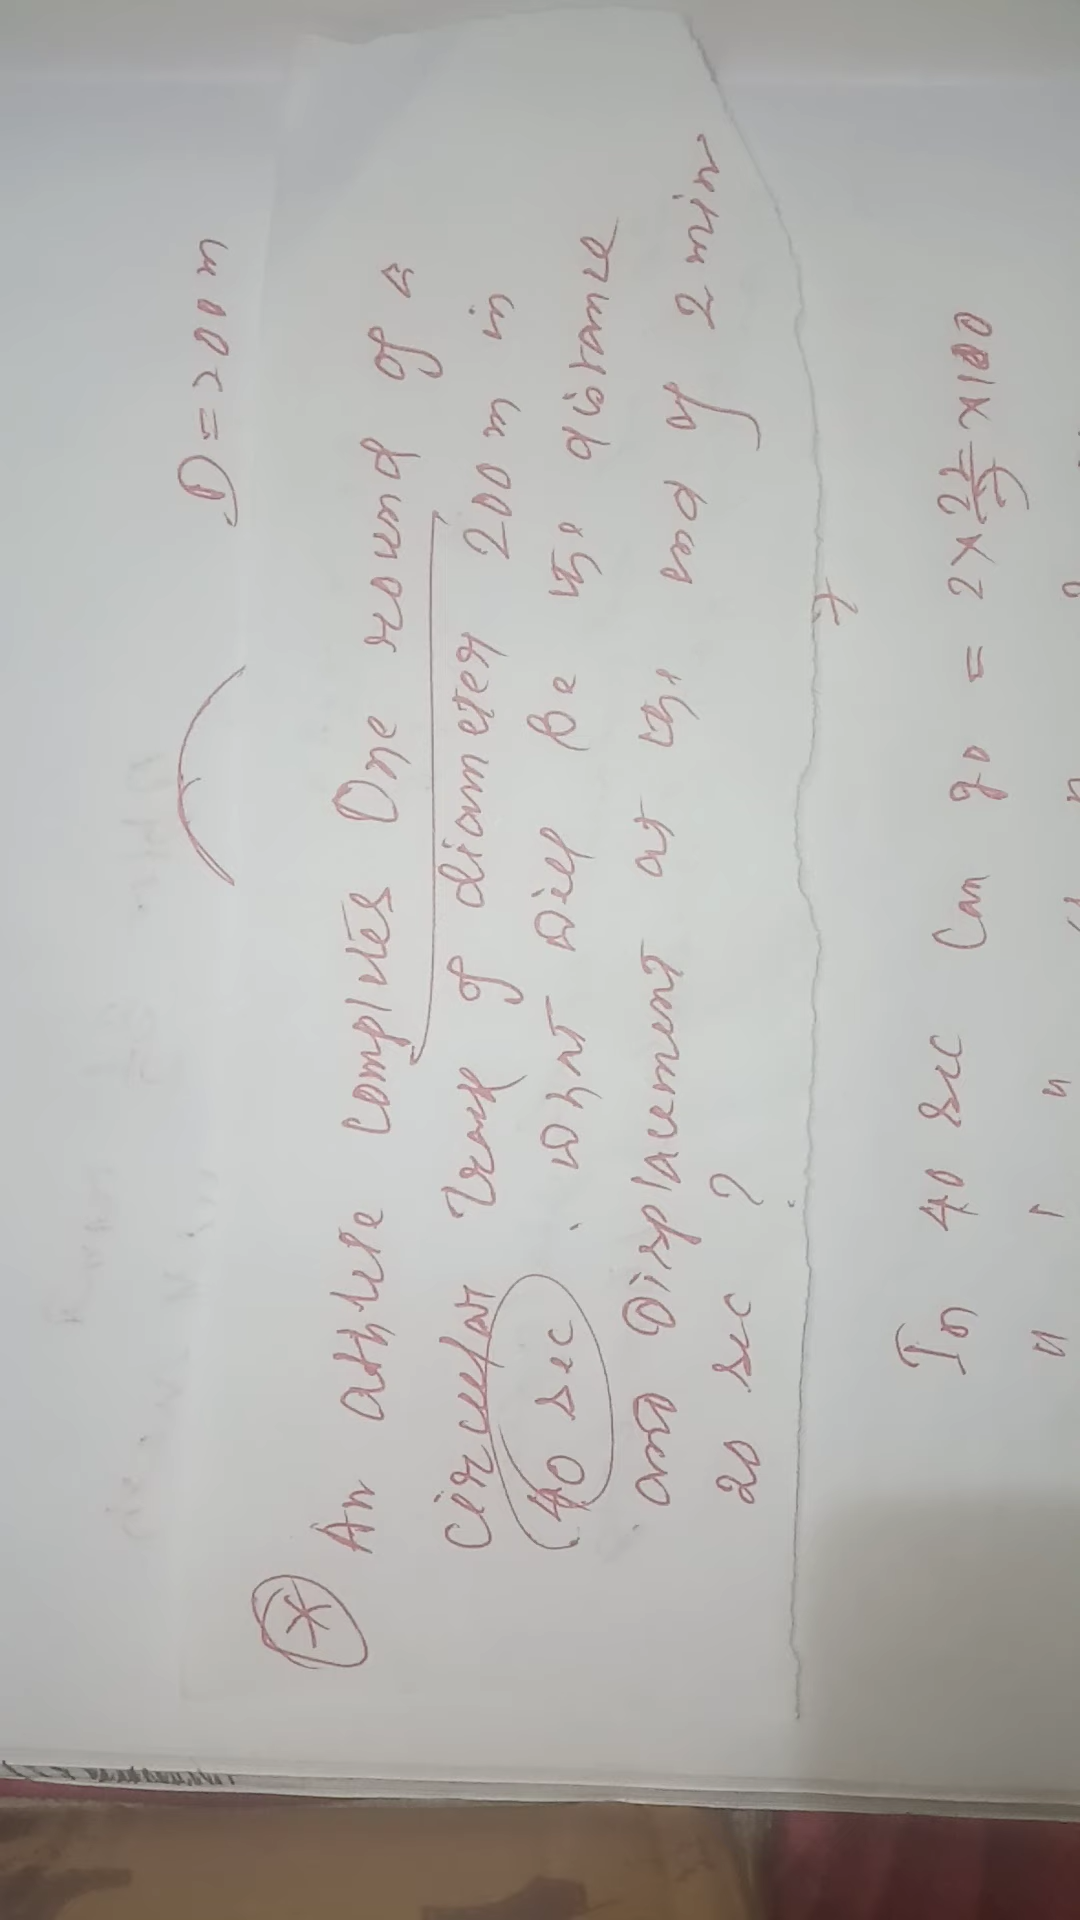 D = 200 m
An athlete completes One round of a
circular track of diameter 200 m in
40 sec. what will be the distance
and Displacement at the end of 2 min
20 sec ?
In 40 sec can go = 2 × 22/7 × 100